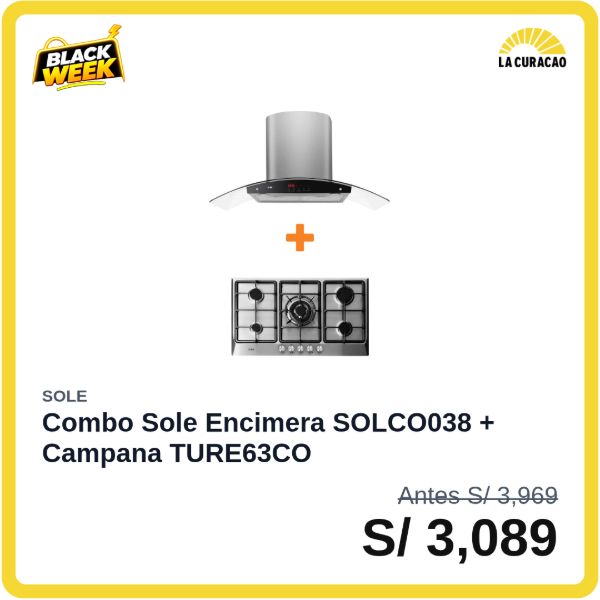 BLACK
WEEK
LA CURACAO
SOLE
Combo Sole Encimera SOLCO038 +
Campana TURE63CO
Antes S/ 3,969
S/ 3,089